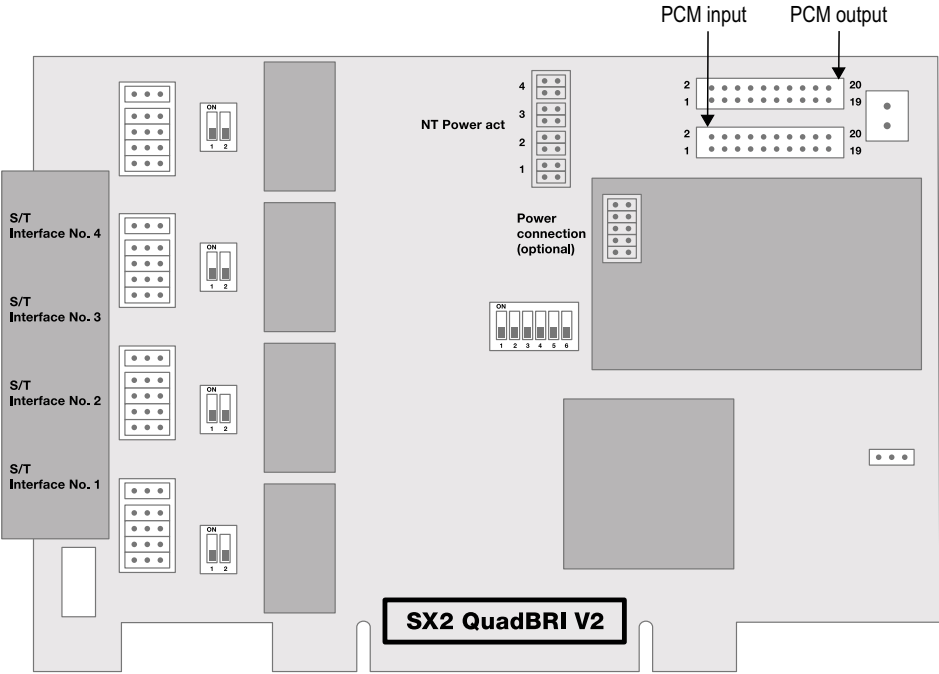 PCM input PCM output
2 20
1 19
2 20
1 19
NT Power act
4
3
2
1
Power
connection
(optional)
ON
1 2 3 4 5 6
ON
1 2
ON
1 2
ON
1 2
ON
1 2
S/T
Interface No. 4
S/T
Interface No. 3
S/T
Interface No. 2
S/T
Interface No. 1
SX2 QuadBRI V2